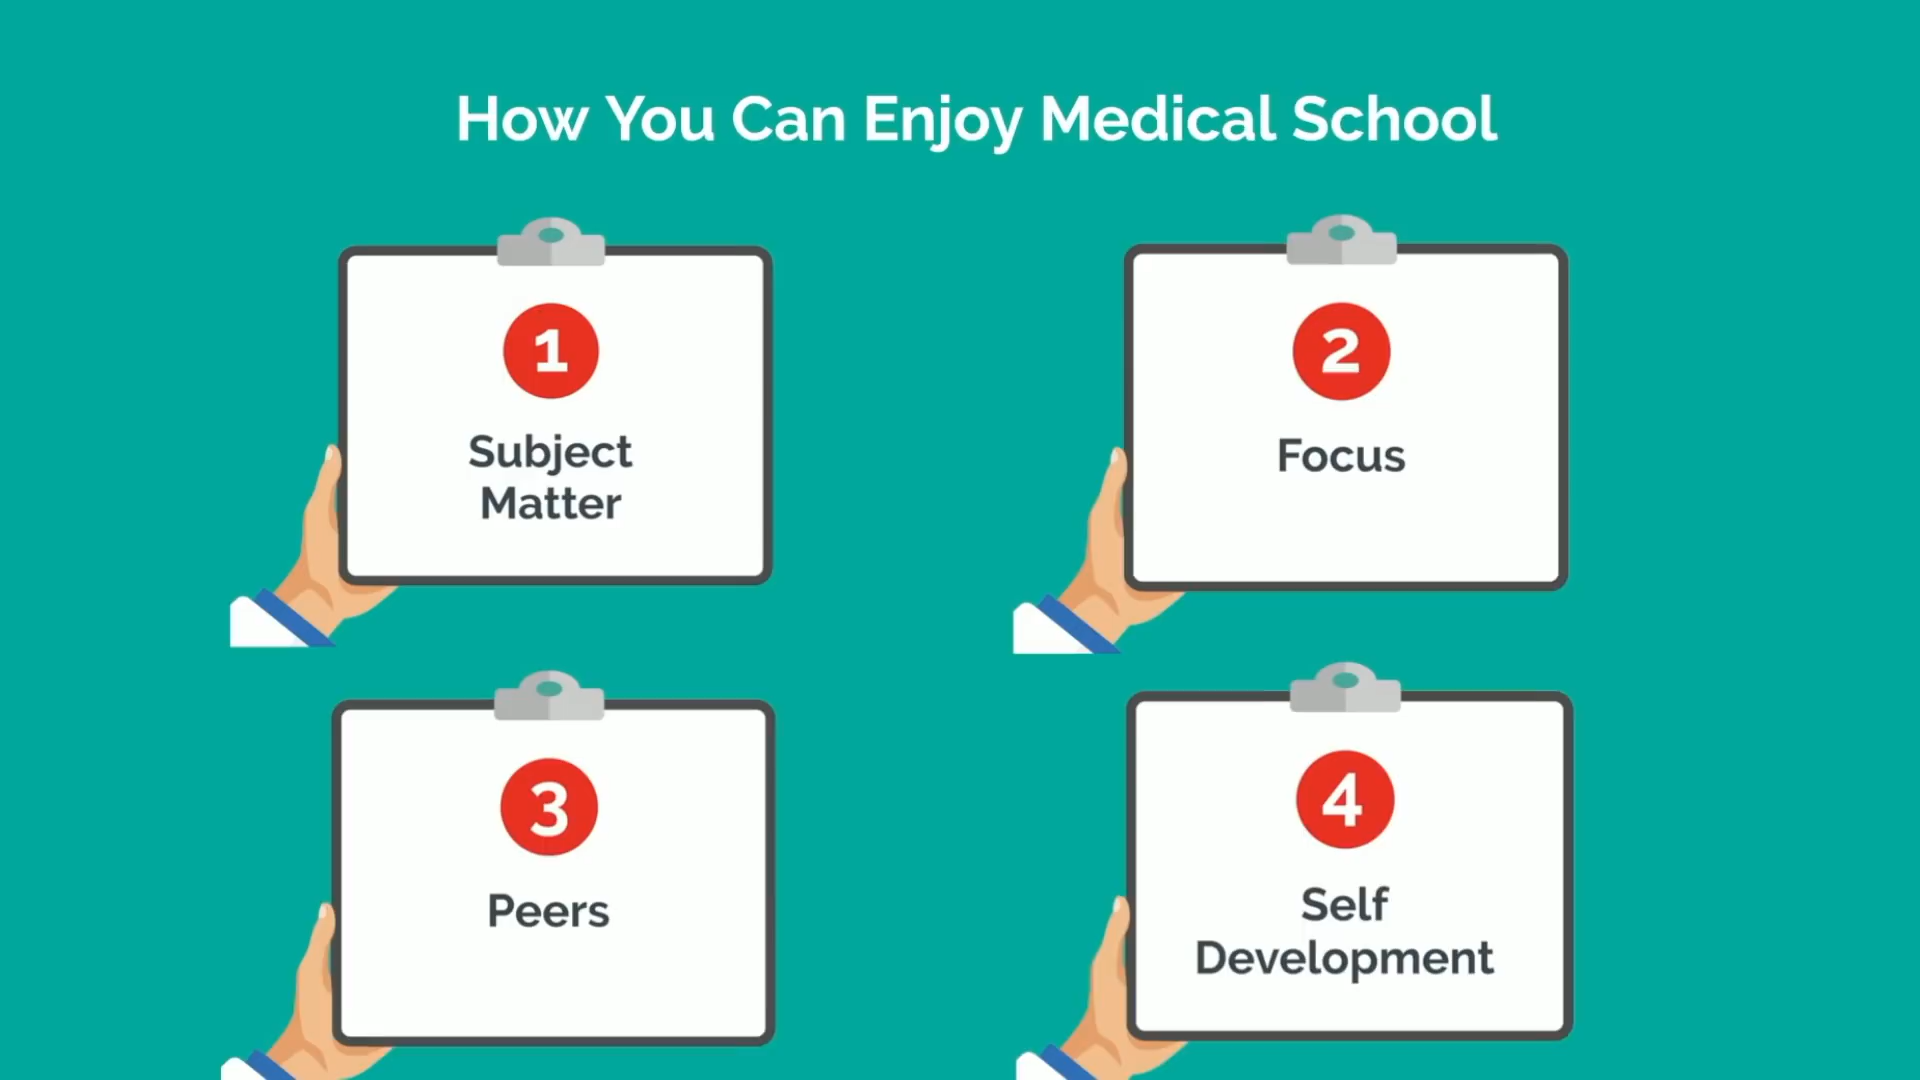 How You Can Enjoy Medical School
1
Subject
Matter
2
Focus
3
Peers
4
Self
Development